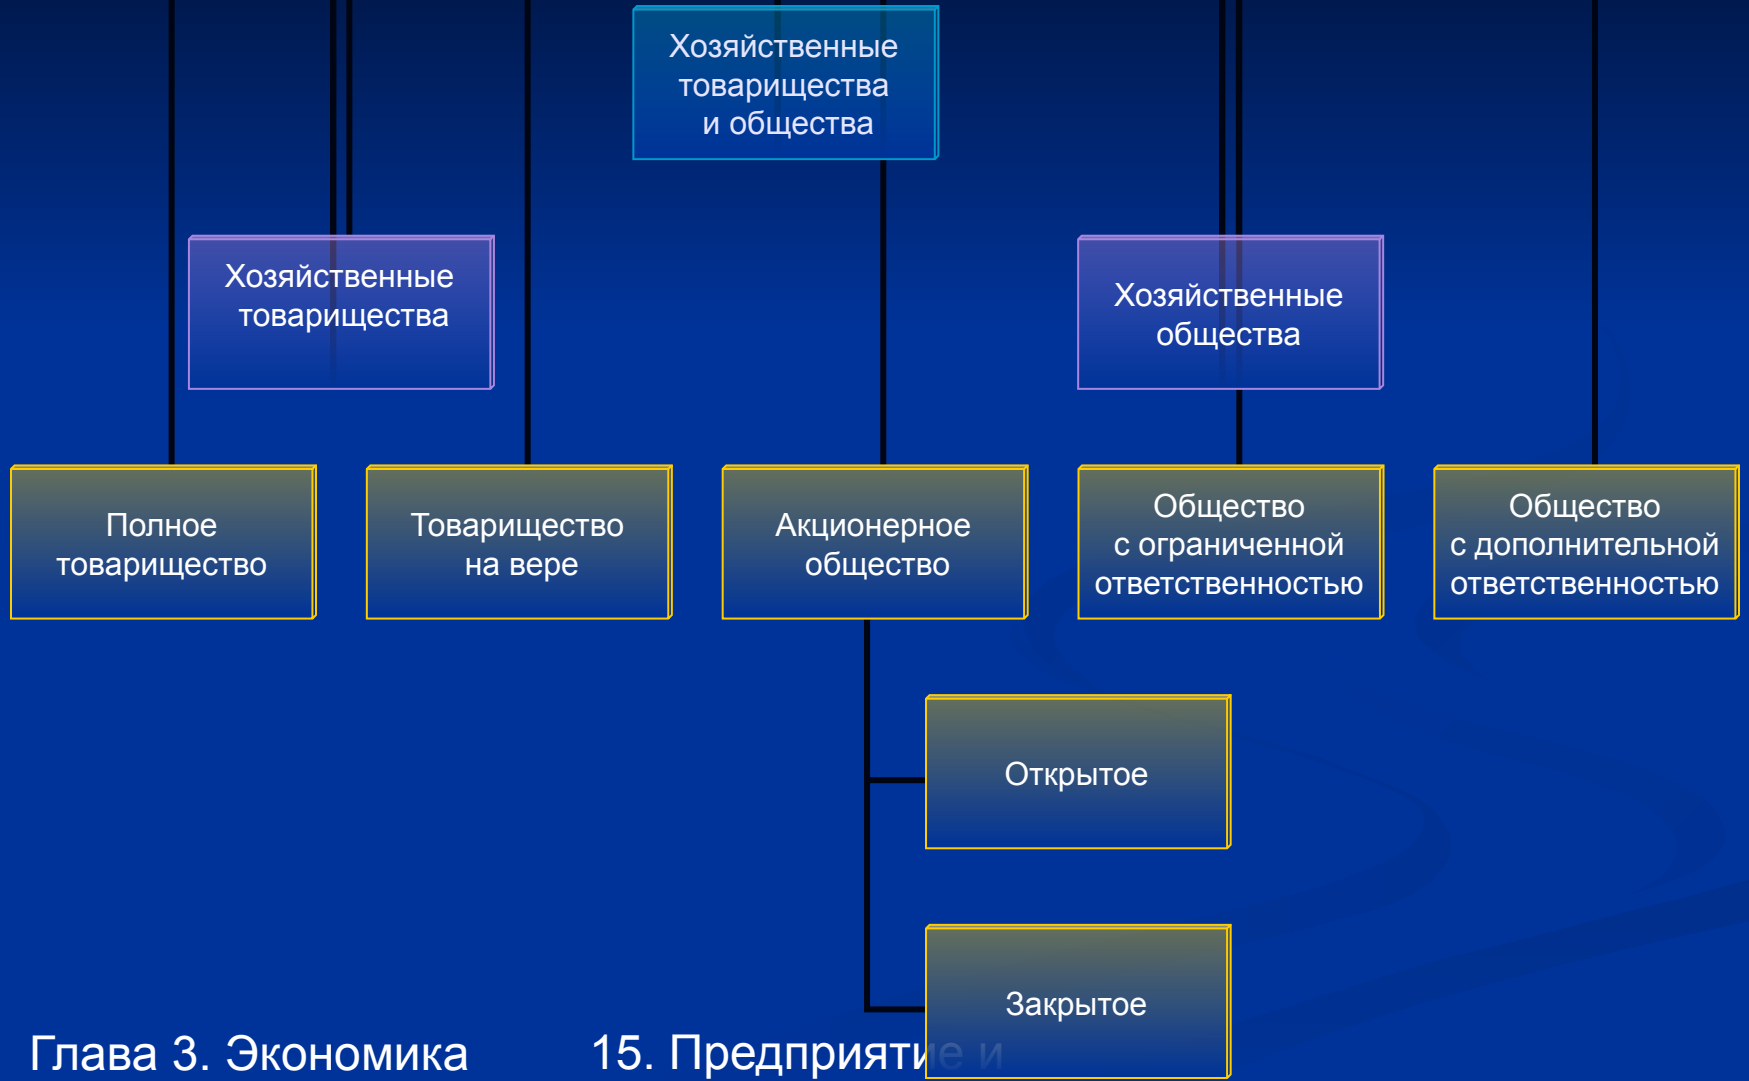 Хозяйственные
товарищества
и общества
Хозяйственные
товарищества
Хозяйственные
общества
Полное
товарищество
Товарищество
на вере
Акционерное
общество
Общество
с ограниченной
ответственностью
Общество
с дополнительной
ответственностью
Открытое
Закрытое
Глава 3. Экономика
15. Предприятие и